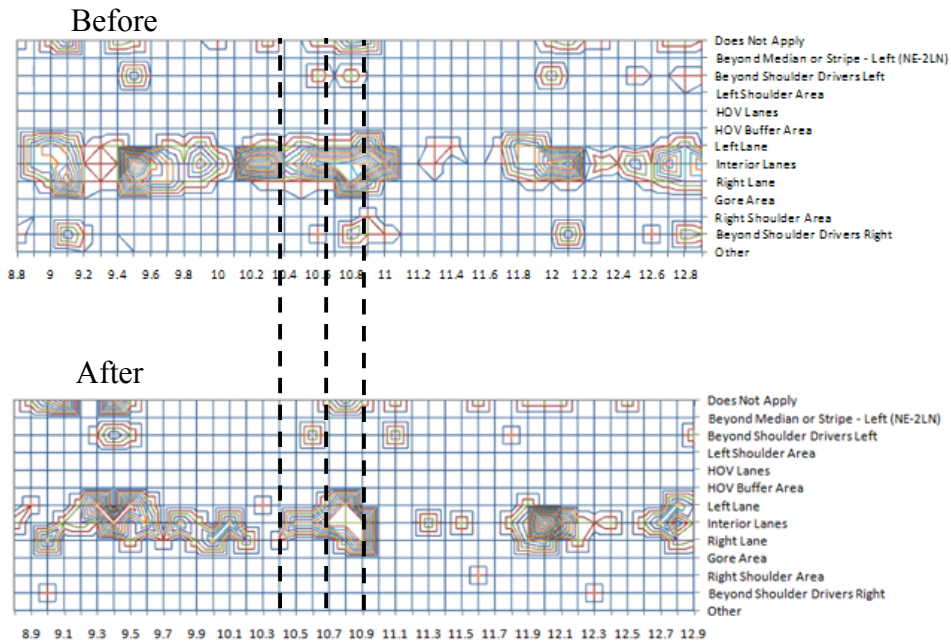 Before
Does Not Apply
Beyond Median or Stripe - Left (NE-2LN)
Beyond Shoulder Drivers Left
Left Shoulder Area
HOV Lanes
HOV Buffer Area
Left Lane
Interior Lanes
Right Lane
Gore Area
Right Shoulder Area
Beyond Shoulder Drivers Right
Other
8.8 9 9.2 9.4 9.6 9.8 10 10.2 10.4 10.6 10.8 11 11.2 11.4 11.6 11.8 12 12.2 12.4 12.6 12.8
After
Does Not Apply
Beyond Median or Stripe - Left (NE-2LN)
Beyond Shoulder Drivers Left
Left Shoulder Area
HOV Lanes
HOV Buffer Area
Left Lane
Interior Lanes
Right Lane
Gore Area
Right Shoulder Area
Beyond Shoulder Drivers Right
Other
8.9 9.1 9.3 9.5 9.7 9.9 10.1 10.3 10.5 10.7 10.9 11.1 11.3 11.5 11.7 11.9 12.1 12.3 12.5 12.7 12.9